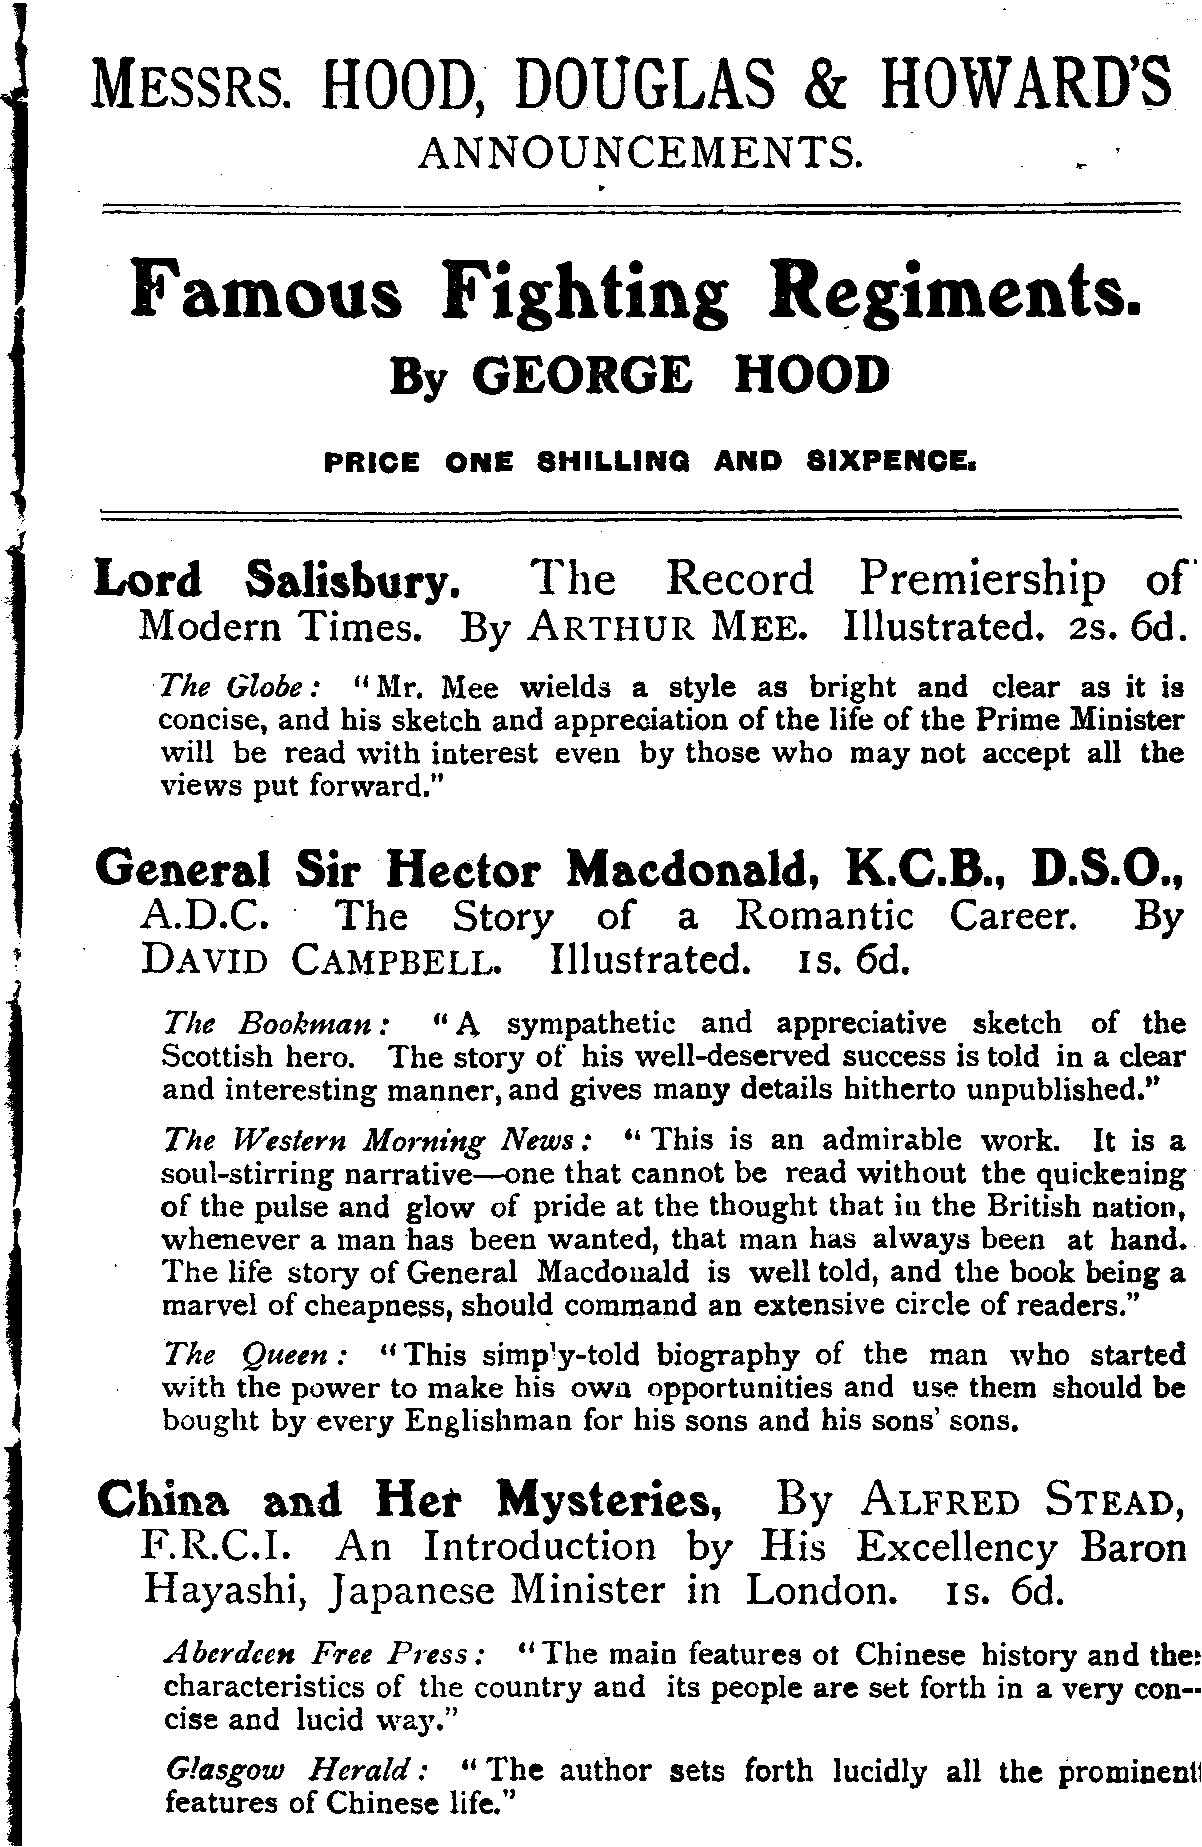 MESSRS. HOOD, DOUGLAS & HOWARD'S
ANNOUNCEMENTS.
Famous Fighting Regiments.
By GEORGE HOOD
PRICE ONE SHILLING AND SIXPENCE.
Lord Salisbury. The Record Premiership of
Modern Times. By ARTHUR MEE. Illustrated. 2s. 6d.
The Globe: "Mr. Mee wields a style as bright and clear as it is
concise, and his sketch and appreciation of the life of the Prime Minister
will be read with interest even by those who may not accept all the
views put forward."
General Sir Hector Macdonald, K.C.B., D.S.O.,
A.D.C. The Story of a Romantic Career. By
DAVID CAMPBELL. Illustrated. 1s. 6d.
The Bookman: "A sympathetic and appreciative sketch of the
Scottish hero. The story of his well-deserved success is told in a clear
and interesting manner, and gives many details hitherto unpublished."
The Western Morning News: "This is an admirable work. It is a
soul-stirring narrative—one that cannot be read without the quickening
of the pulse and glow of pride at the thought that in the British nation,
whenever a man has been wanted, that man has always been at hand.
The life story of General Macdonald is well told, and the book being a
marvel of cheapness, should command an extensive circle of readers."
The Queen: "This simply-told biography of the man who started
with the power to make his own opportunities and use them should be
bought by every Englishman for his sons and his sons' sons.
China and Her Mysteries, By ALFRED STEAD,
F.R.C.I. An Introduction by His Excellency Baron
Hayashi, Japanese Minister in London. 1s. 6d.
Aberdeen Free Press: "The main features of Chinese history and the
characteristics of the country and its people are set forth in a very con-
cise and lucid way."
Glasgow Herald: "The author sets forth lucidly all the prominent
features of Chinese life."